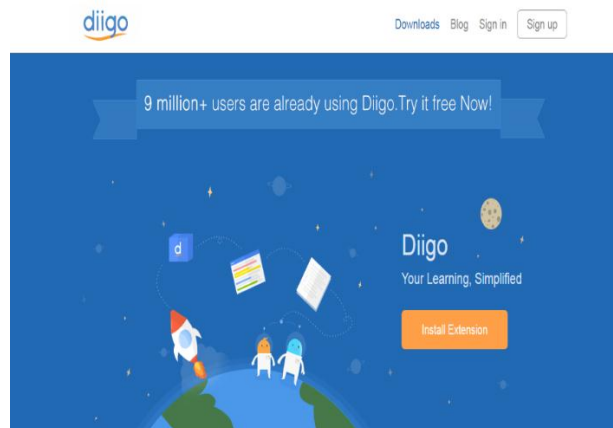 diigo
Downloads Blog Sign in Sign up
9 million+ users are already using Diigo.Try it free Now!
d
Diigo
Your Learning, Simplified
Install Extension